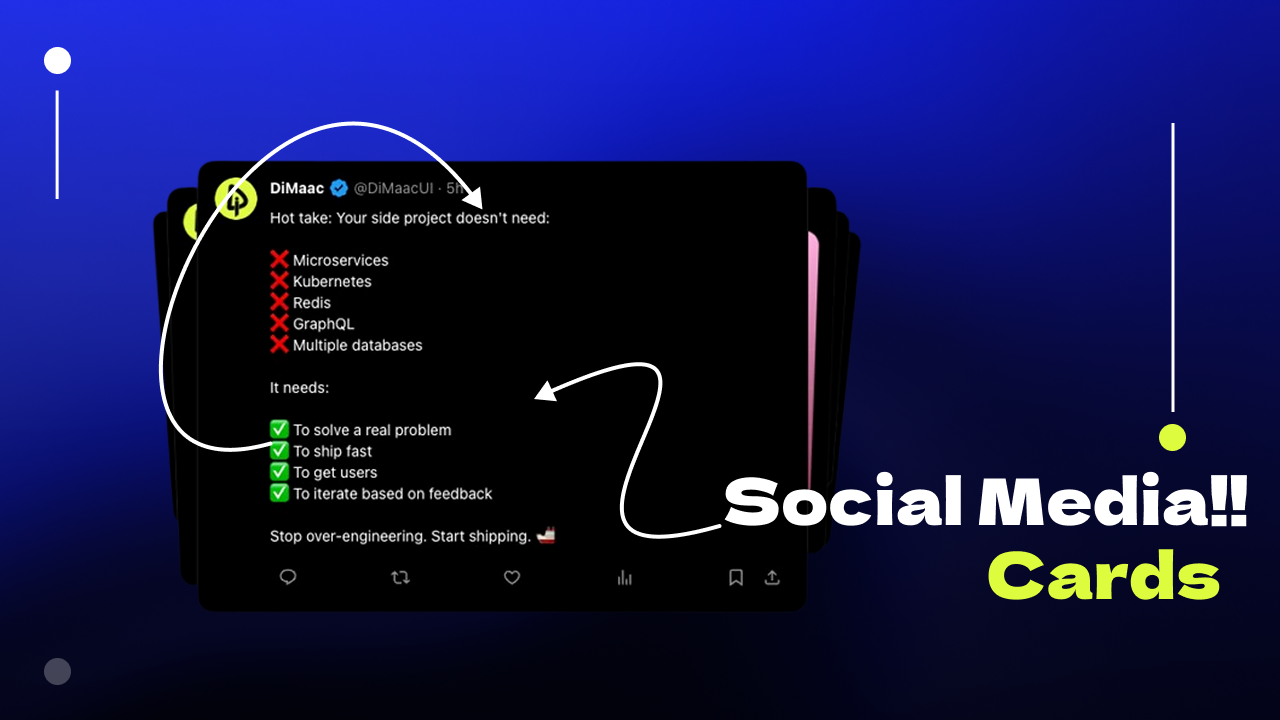 DiMaac @DiMaacUI · 5h
Hot take: Your side project doesn't need:
❌ Microservices
❌ Kubernetes
❌ Redis
❌ GraphQL
❌ Multiple databases
It needs:
✅ To solve a real problem
✅ To ship fast
✅ To get users
✅ To iterate based on feedback
Stop over-engineering. Start shipping. 🚢
Social Media!!
Cards